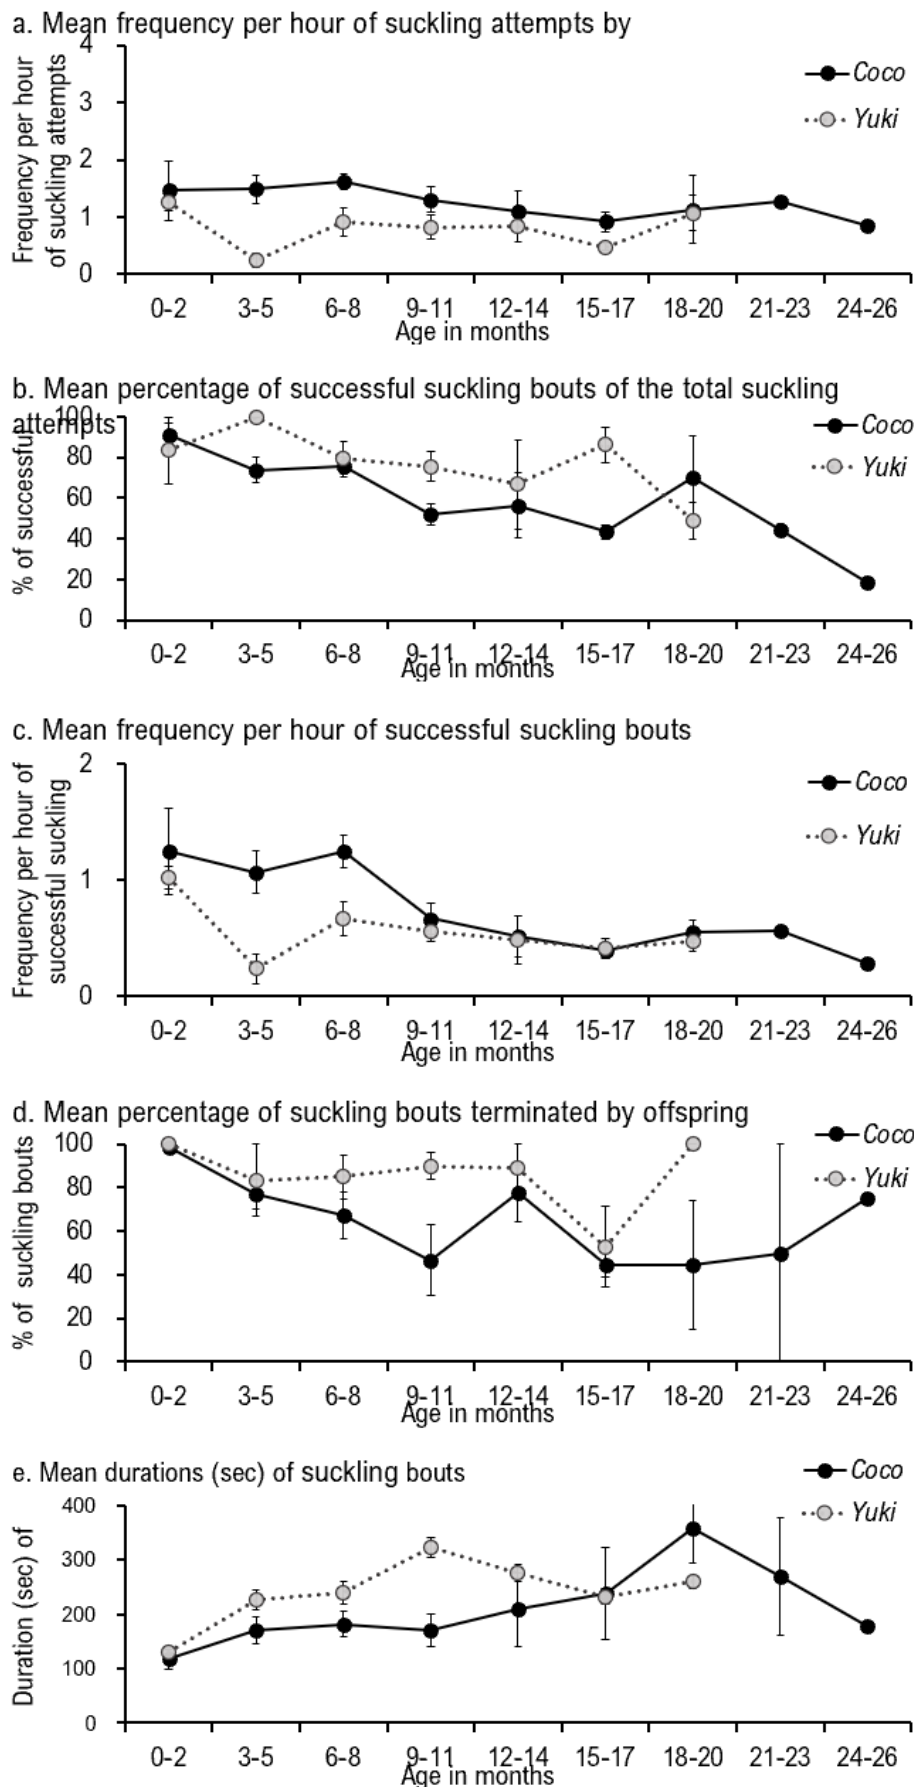 a. Mean frequency per hour of suckling attempts by
Frequency per hour
of suckling attempts
4
3
2
1
0
Coco
Yuki
0-2 3-5 6-8 9-11 12-14 15-17 18-20 21-23 24-26
Age in months
b. Mean percentage of successful suckling bouts of the total suckling
attempts
% of successful
100
80
60
40
20
0
Coco
Yuki
0-2 3-5 6-8 9-11 12-14 15-17 18-20 21-23 24-26
Age in months
c. Mean frequency per hour of successful suckling bouts
Frequency per hour of
successful suckling
2
1
0
Coco
Yuki
0-2 3-5 6-8 9-11 12-14 15-17 18-20 21-23 24-26
Age in months
d. Mean percentage of suckling bouts terminated by offspring
% of suckling bouts
100
80
60
40
20
0
Coco
Yuki
0-2 3-5 6-8 9-11 12-14 15-17 18-20 21-23 24-26
Age in months
e. Mean durations (sec) of suckling bouts
Duration (sec) of
400
300
200
100
0
Coco
Yuki
0-2 3-5 6-8 9-11 12-14 15-17 18-20 21-23 24-26
Age in months